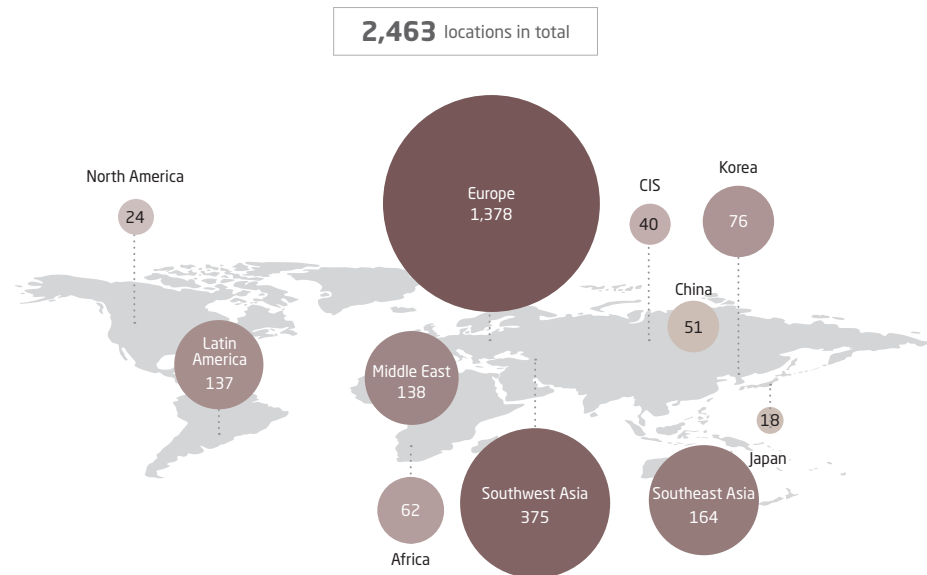 2,463 locations in total
North America
24
Europe
1,378
CIS
40
Korea
76
China
51
Latin
America
137
Middle East
138
18
Japan
Southwest Asia
375
Southeast Asia
164
62
Africa